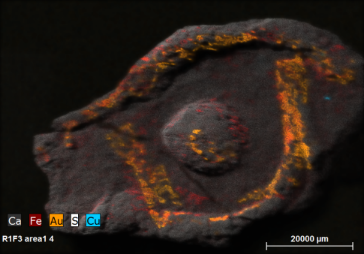 Ca Fe Au S Cu
R1F3 area1 4
20000 µm